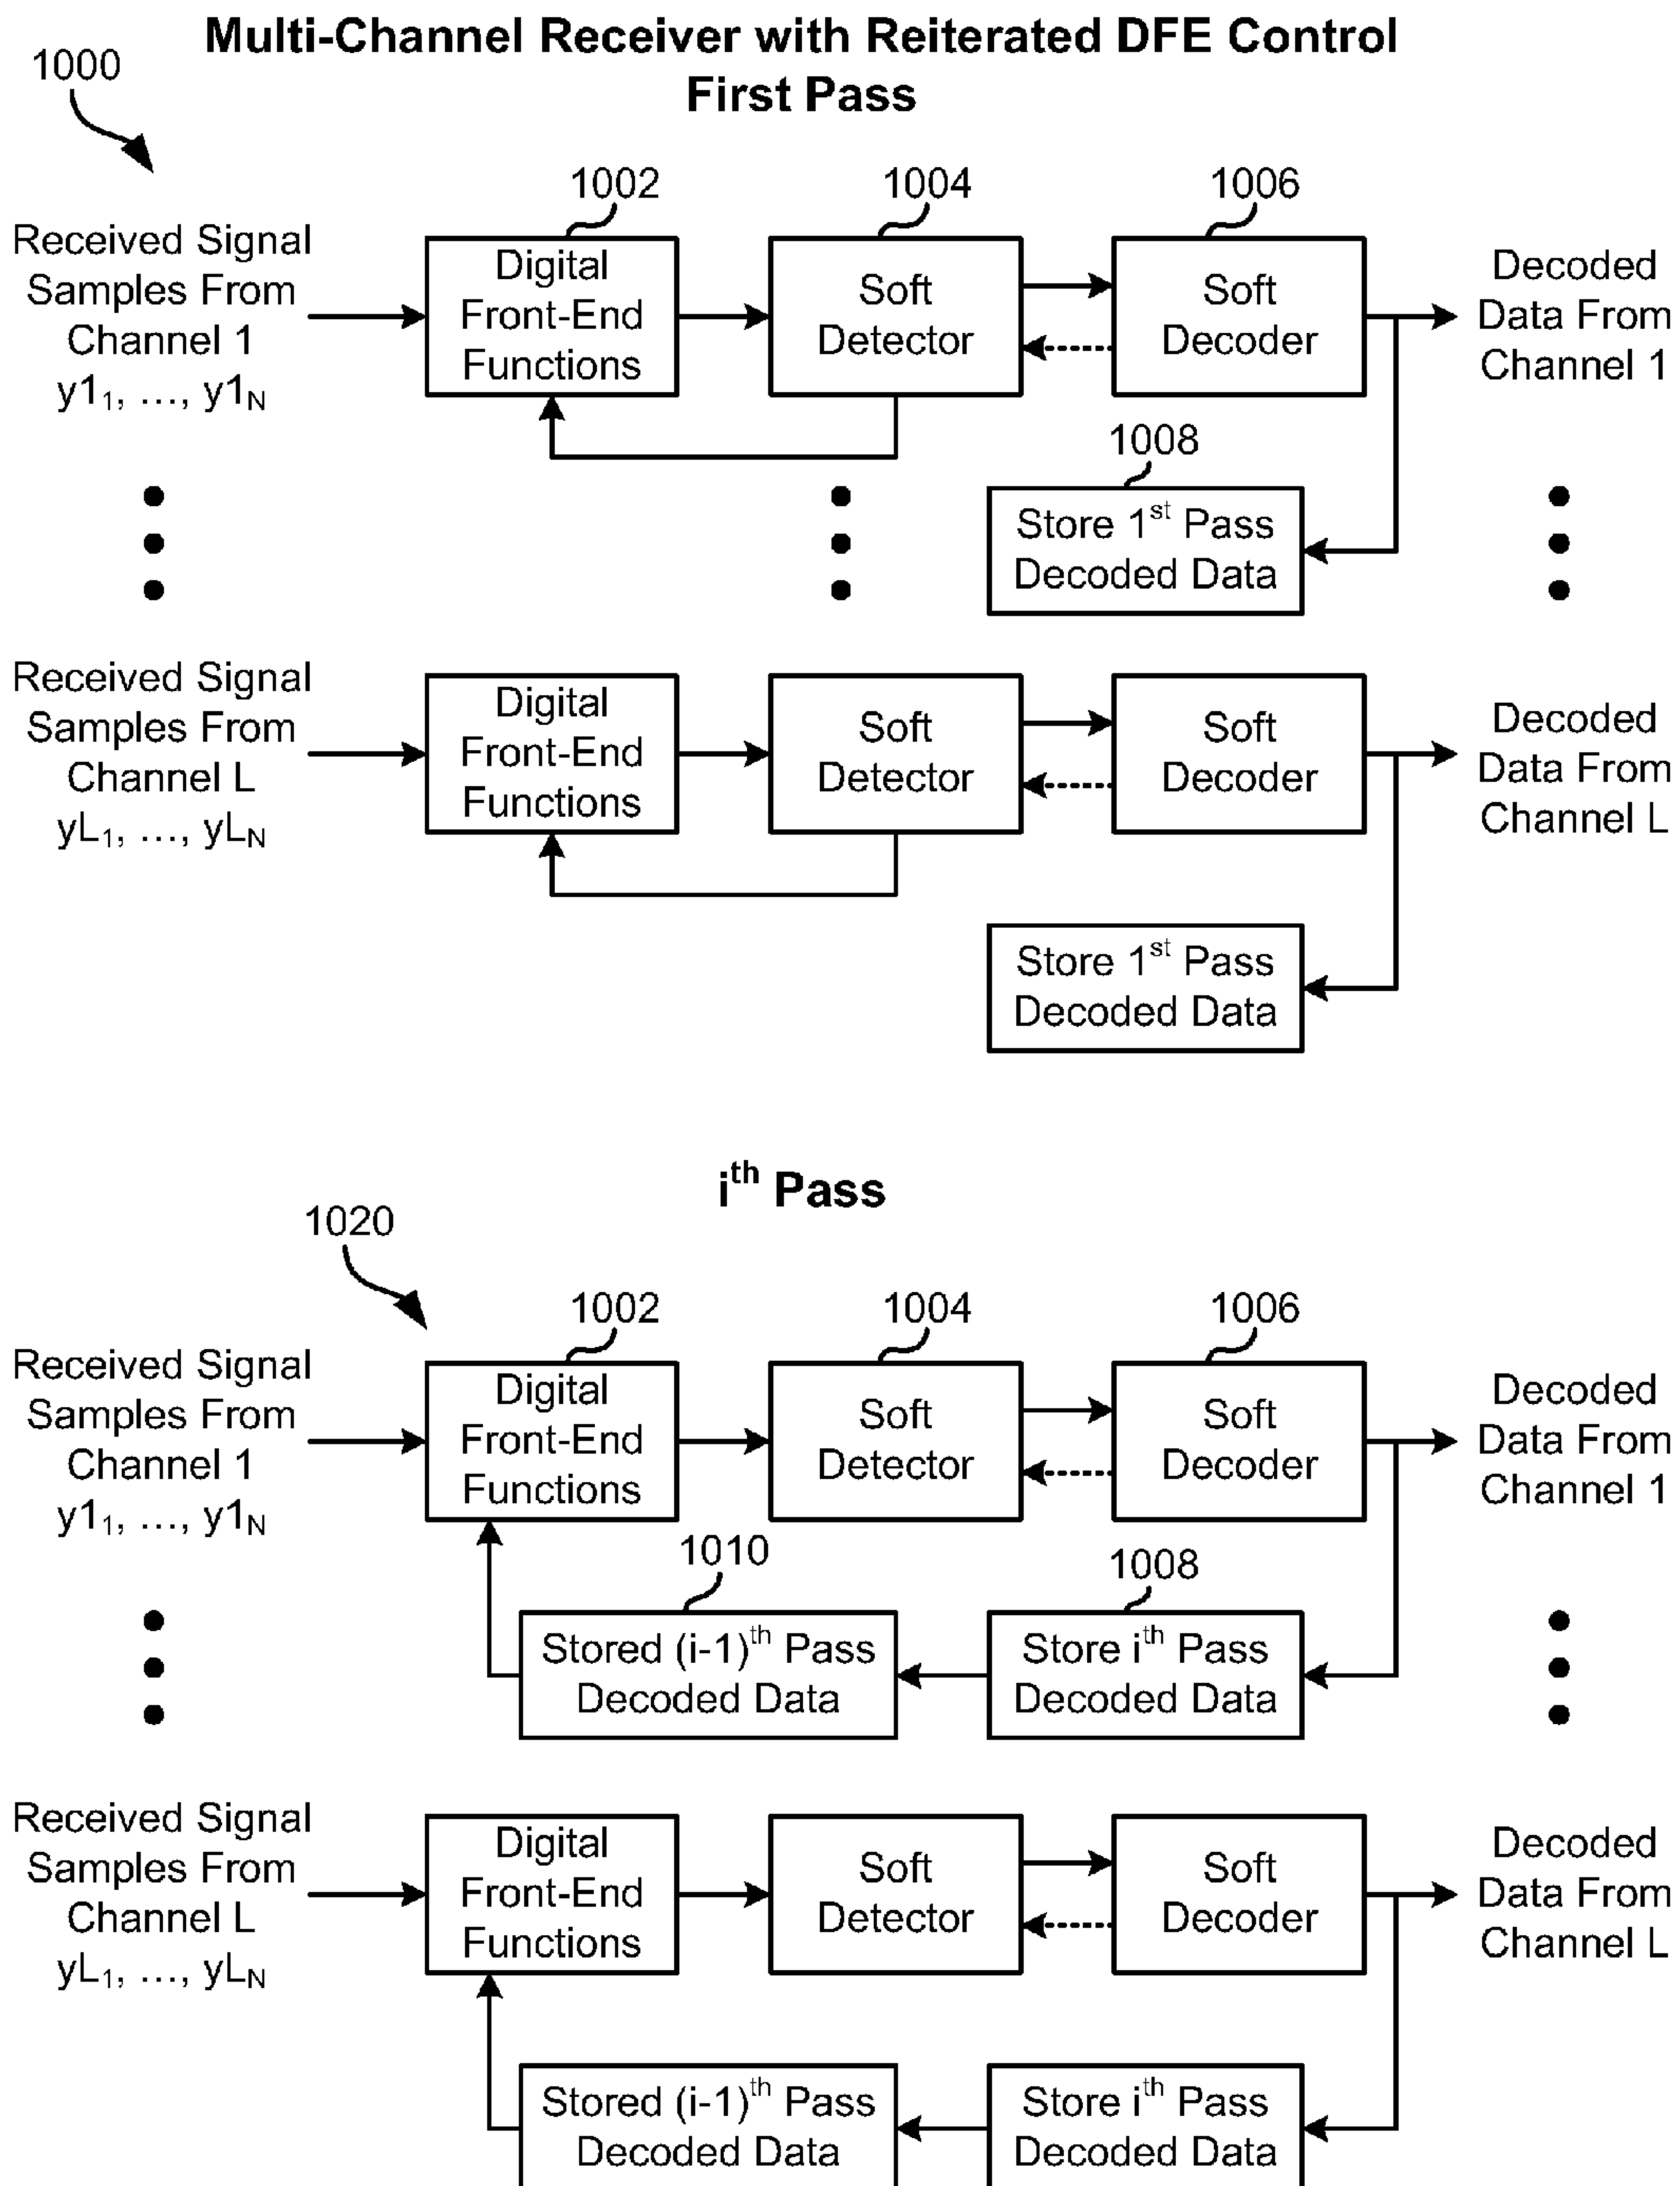 Multi-Channel Receiver with Reiterated DFE Control
First Pass
1000
1002
1004
1006
Received Signal
Samples From
Channel 1
y1₁, ..., y1N
Digital
Front-End
Functions
Soft
Detector
Soft
Decoder
Decoded
Data From
Channel 1
1008
Store 1st Pass
Decoded Data
Received Signal
Samples From
Channel L
yL₁, ..., yLN
Digital
Front-End
Functions
Soft
Detector
Soft
Decoder
Decoded
Data From
Channel L
Store 1st Pass
Decoded Data
ith Pass
1020
1002
1004
1006
Received Signal
Samples From
Channel 1
y1₁, ..., y1N
Digital
Front-End
Functions
Soft
Detector
Soft
Decoder
Decoded
Data From
Channel 1
1010
1008
Stored (i-1)th Pass
Decoded Data
Store ith Pass
Decoded Data
Received Signal
Samples From
Channel L
yL₁, ..., yLN
Digital
Front-End
Functions
Soft
Detector
Soft
Decoder
Decoded
Data From
Channel L
Stored (i-1)th Pass
Decoded Data
Store ith Pass
Decoded Data